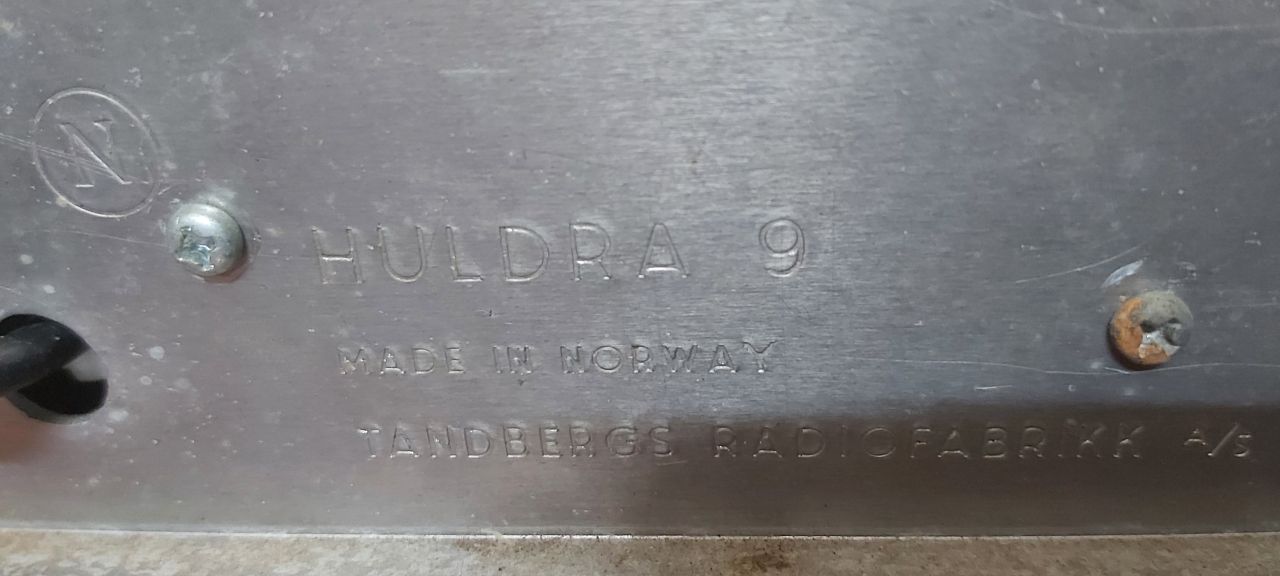 N
HULDRA 9
MADE IN NORWAY
TANDBERGS RADIOFABRIKK A/S